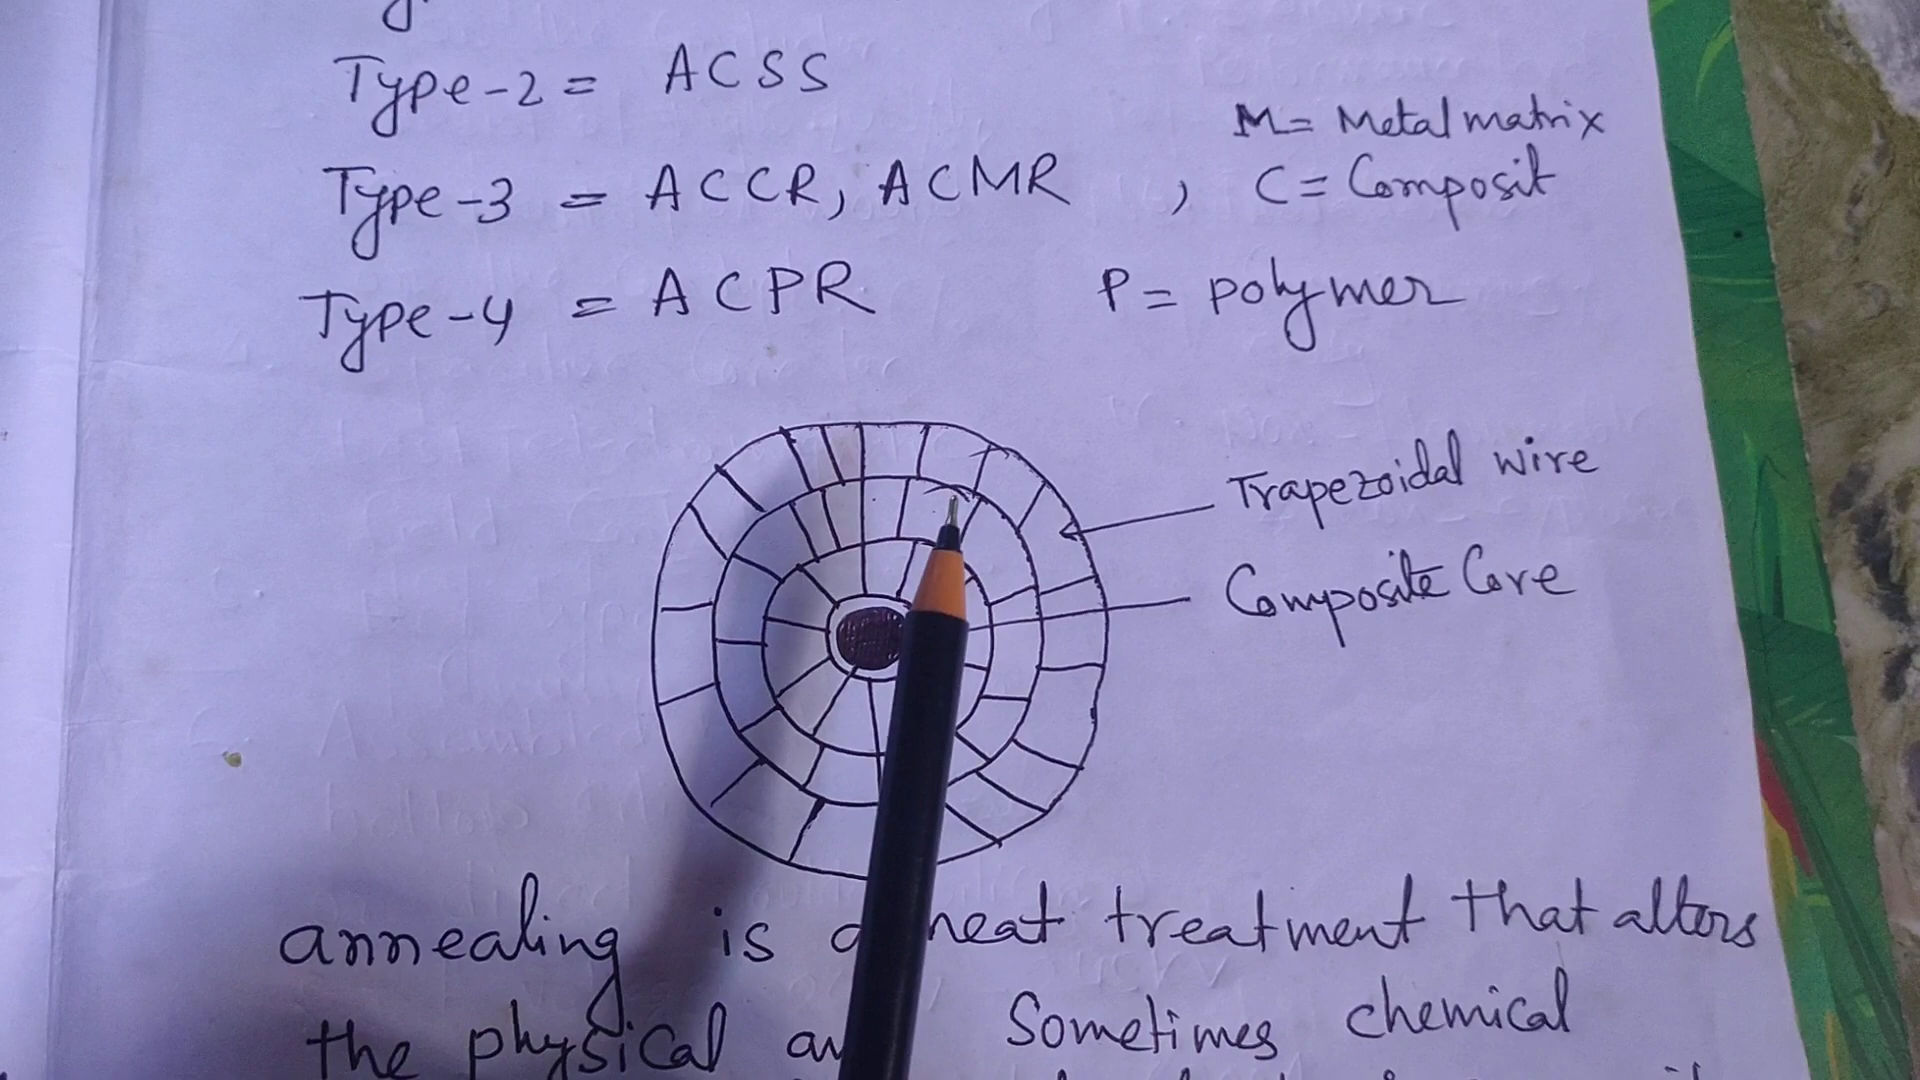 Type-2 = ACSS
M = Metal matrix
Type-3 = ACCR, ACMR , C = Composit
Type-4 = ACPR P = polymer
Trapezoidal wire
Composite Core
annealing is a heat treatment that alters
the physical Sometimes chemical